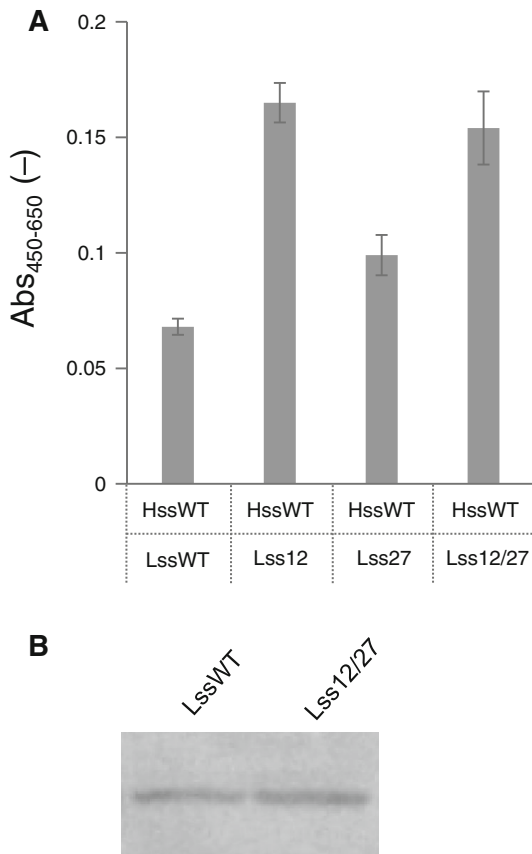 A
0.2
0.15
0.1
0.05
0
Abs450-650 (–)
HssWT HssWT HssWT HssWT
LssWT Lss12 Lss27 Lss12/27
B
LssWT Lss12/27